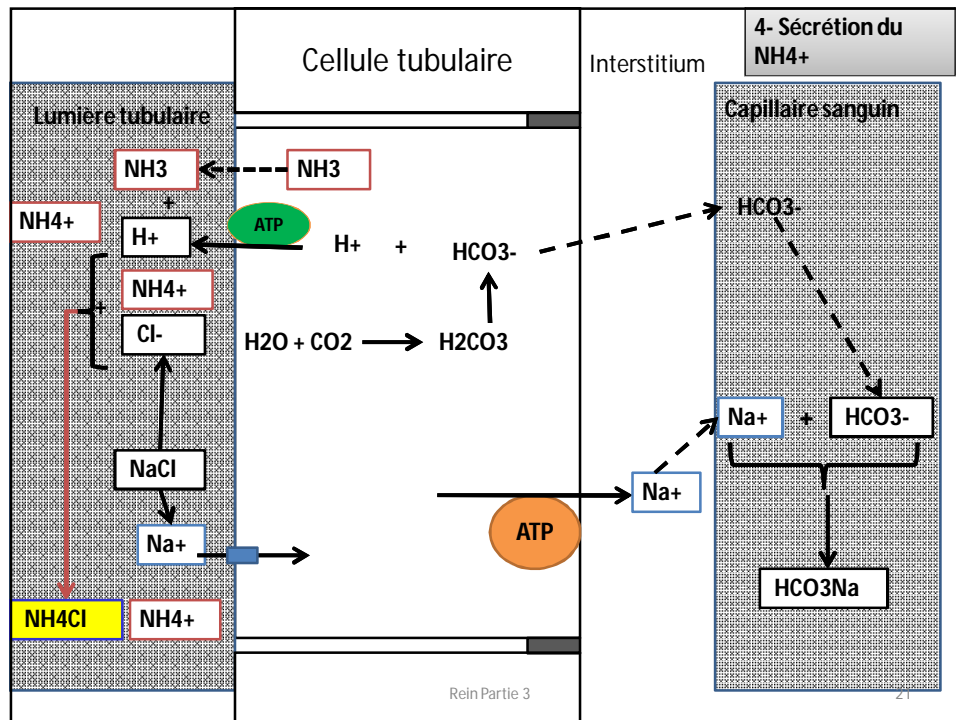 4- Sécrétion du
NH4+
Cellule tubulaire
Interstitium
Lumière tubulaire
Capillaire sanguin
NH3
NH3
+
NH4+
ATP
H+
H+ + HCO3-
HCO3-
NH4+
+
Cl-
H2O + CO2
H2CO3
Na+ + HCO3-
NaCl
Na+
ATP
Na+
HCO3Na
NH4Cl
NH4+
Rein Partie 3
21